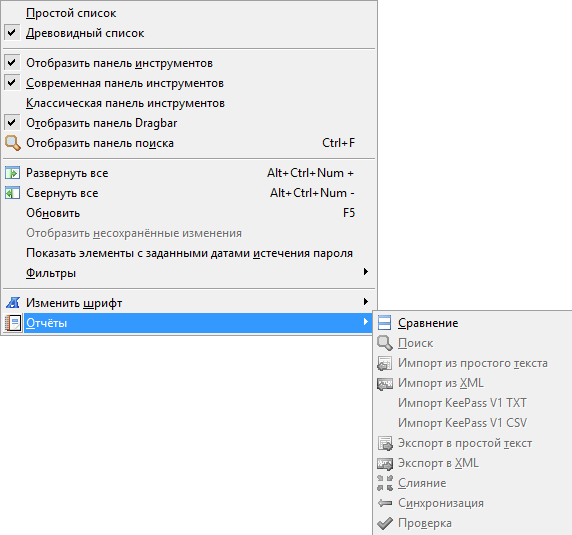 Простой список
Древовидный список
Отобразить панель инструментов
Современная панель инструментов
Классическая панель инструментов
Отобразить панель Dragbar
Отобразить панель поиска Ctrl+F
Развернуть все Alt+Ctrl+Num +
Свернуть все Alt+Ctrl+Num -
Обновить F5
Отобразить несохранённые изменения
Показать элементы с заданными датами истечения пароля
Фильтры
Изменить шрифт
Отчёты
Сравнение
Поиск
Импорт из простого текста
Импорт из XML
Импорт KeePass V1 TXT
Импорт KeePass V1 CSV
Экспорт в простой текст
Экспорт в XML
Слияние
Синхронизация
Проверка